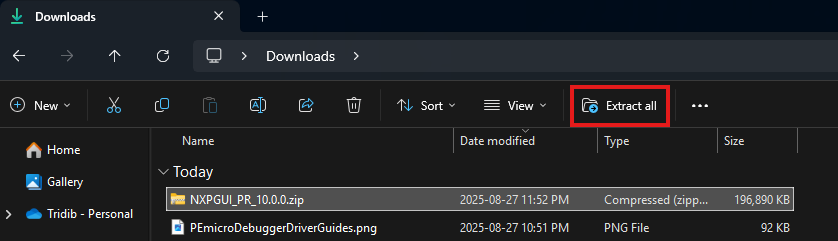 Downloads
Downloads
New Sort View Extract all
Home
Gallery
Tridib - Personal
Name Date modified Type Size
Today
NXPGUI_PR_10.0.0.zip 2025-08-27 11:52 PM Compressed (zipp... 196,890 KB
PEmicroDebuggerDriverGuides.png 2025-08-27 10:51 PM PNG File 92 KB